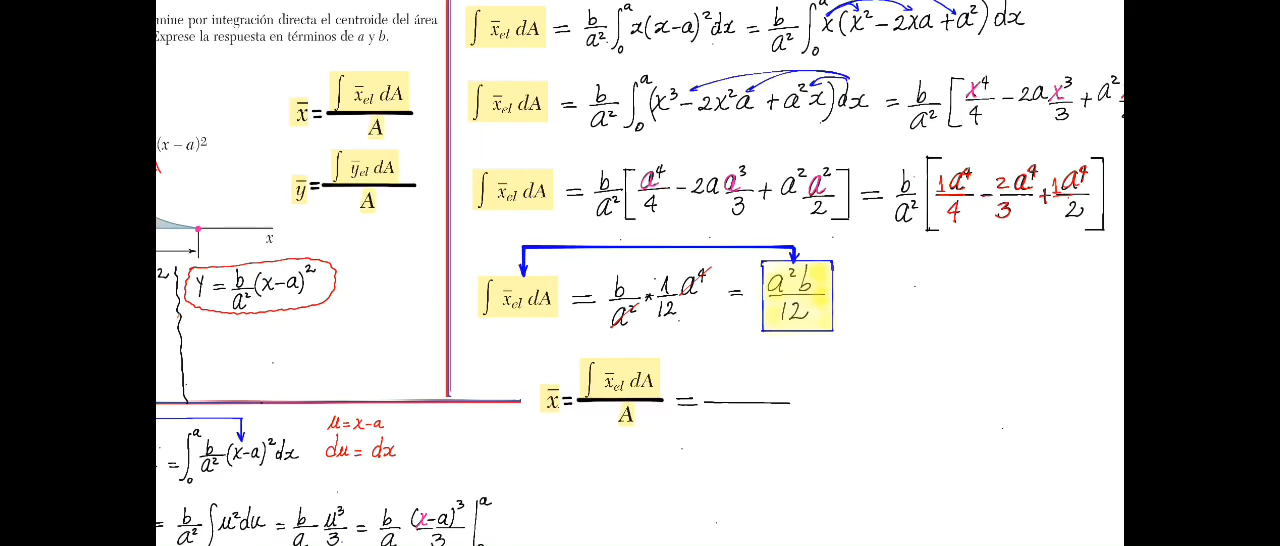 mine por integración directa el centroide del área
Exprese la respuesta en términos de a y b.
x̄ = ∫ x̄el dA / A
(x – a)2
ȳ = ∫ ȳel dA / A
x
Y = b/a² (x-a)²
∫ x̄el dA = b/a² ∫₀ᵃ x(x-a)² dx = b/a² ∫₀ᵃ x(x² - 2xa + a²) dx
∫ x̄el dA = b/a² ∫₀ᵃ (x³ - 2x²a + a²x) dx = b/a² [x⁴/4 - 2a x³/3 + a²
∫ x̄el dA = b/a² [a⁴/4 - 2a a³/3 + a² a²/2] = b/a² [1a⁴/4 - 2a⁴/3 + 1a⁴/2]
∫ x̄el dA = b/a² * 1/12 a⁴ = a²b/12
x̄ = ∫ x̄el dA / A =
= ∫₀ᵃ b/a² (x-a)² dx
u = x-a
du = dx
= b/a² ∫ u² du = b/a u³/3 = b/a (x-a)³/3 |ᵃ